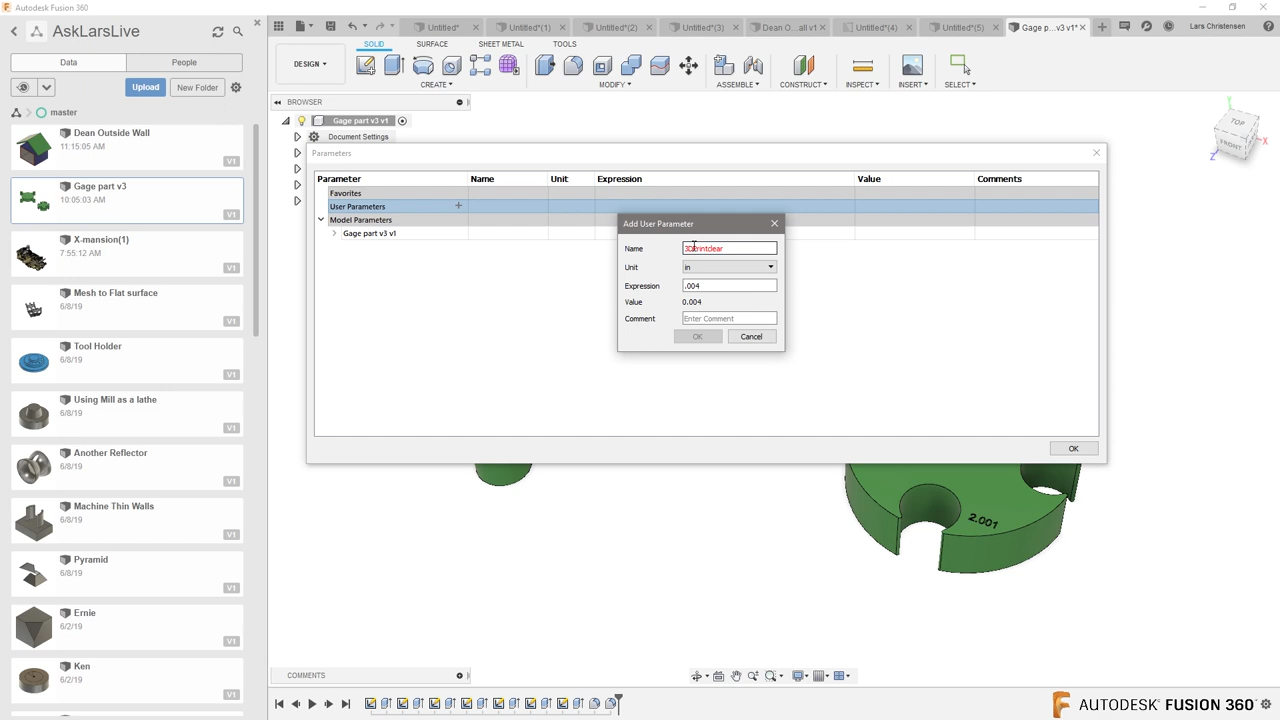 Autodesk Fusion 360
AskLarsLive
Data People
Upload New Folder
master
Dean Outside Wall
11:15:05 AM
V1
Gage part v3
10:05:03 AM
V1
X-mansion(1)
7:55:12 AM
V1
Mesh to Flat surface
6/8/19
V1
Tool Holder
6/8/19
V1
Using Mill as a lathe
6/8/19
V1
Another Reflector
6/8/19
V1
Machine Thin Walls
6/8/19
V1
Pyramid
6/8/19
V1
Ernie
6/2/19
V1
Ken
6/2/19
V1
Untitled* Untitled*(1) Untitled*(2) Untitled*(3) Dean O...all v1 Untitled*(4) Untitled*(5) Gage p...v3 v1* Lars Christensen
DESIGN
SOLID SURFACE SHEET METAL TOOLS
CREATE MODIFY ASSEMBLE CONSTRUCT INSPECT INSERT SELECT
BROWSER
Gage part v3 v1
Document Settings
TOP
FRONT
X
Y
Z
Parameters
Parameter Name Unit Expression Value Comments
Favorites
User Parameters
Model Parameters
Gage part v3 v1
Add User Parameter
Name
Unit in
Expression .004
Value 0.004
Comment Enter Comment
OK Cancel
OK
2.001
COMMENTS
AUTODESK FUSION 360